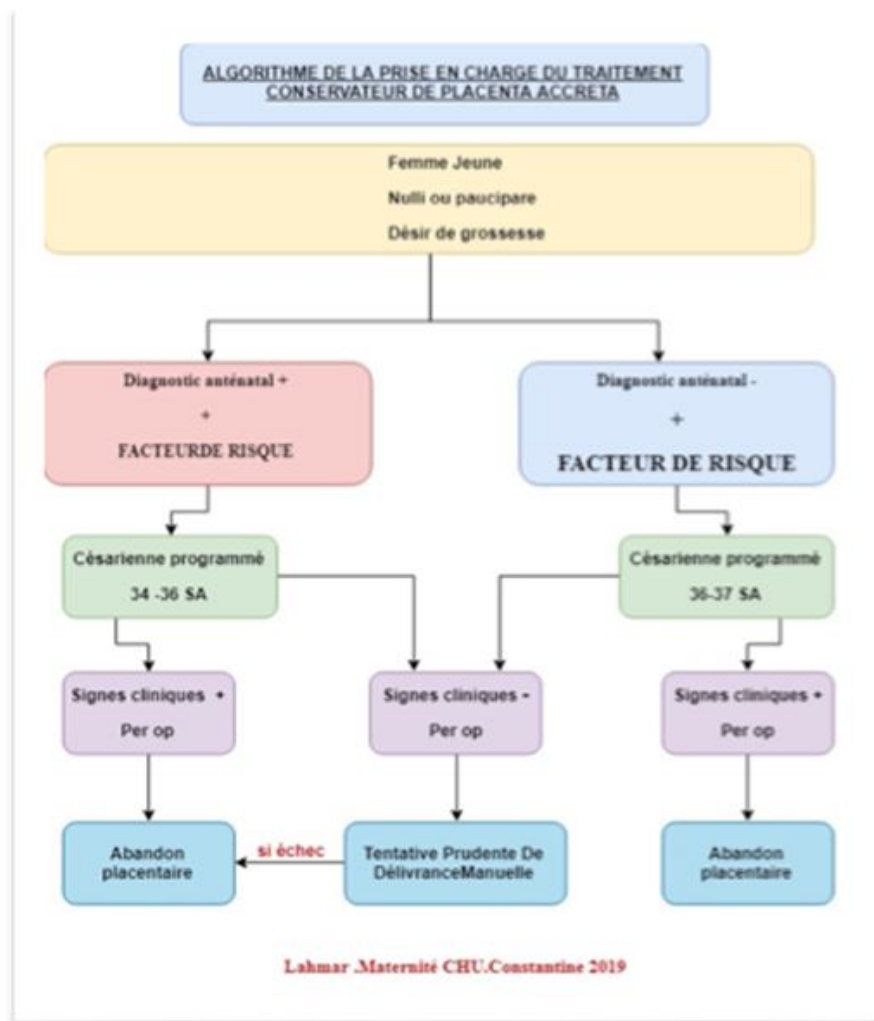 ALGORITHME DE LA PRISE EN CHARGE DU TRAITEMENT
CONSERVATEUR DE PLACENTA ACCRETA
Femme Jeune
Nulli ou paucipare
Désir de grossesse
Diagnostic anténatal +
+
FACTEURDE RISQUE
Diagnostic anténatal -
+
FACTEUR DE RISQUE
Césarienne programmé
34 -36 SA
Césarienne programmé
36-37 SA
Signes cliniques +
Per op
Signes cliniques -
Per op
Signes cliniques +
Per op
Abandon
placentaire
si échec
Tentative Prudente De
DélivranceManuelle
Abandon
placentaire
Lahmar .Maternité CHU.Constantine 2019